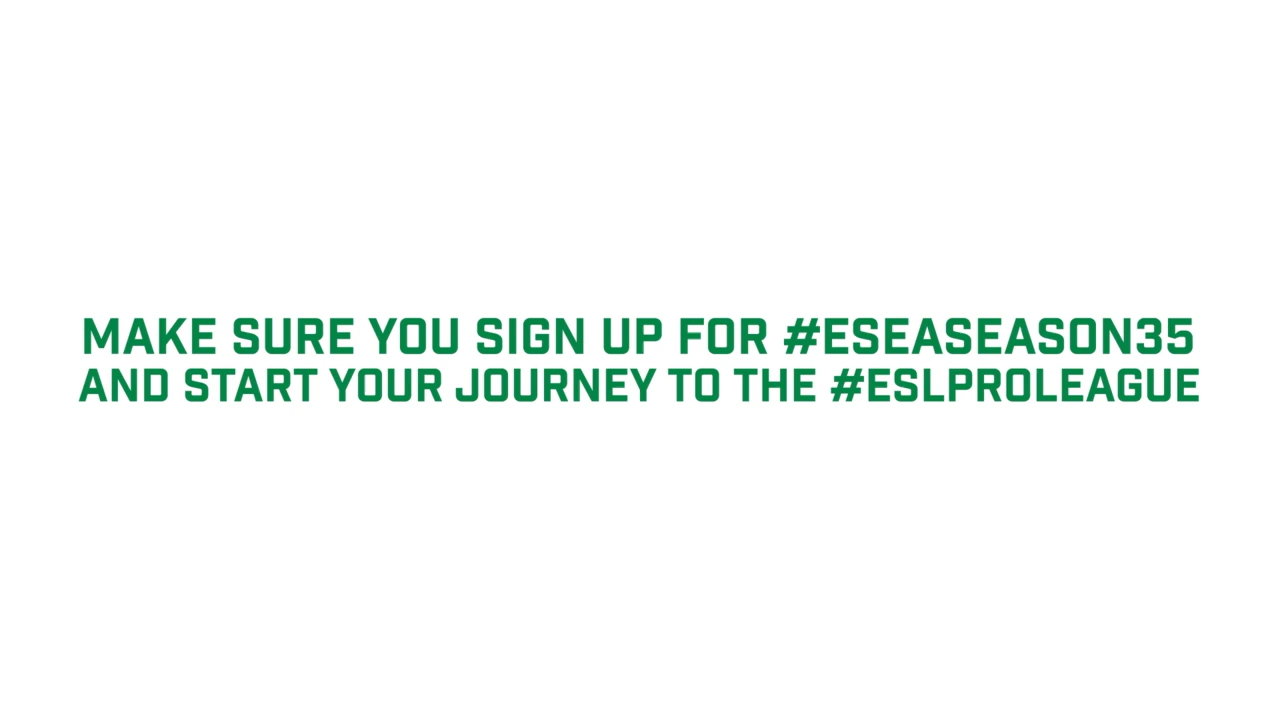 MAKE SURE YOU SIGN UP FOR #ESEASEASON35
AND START YOUR JOURNEY TO THE #ESLPROLEAGUE